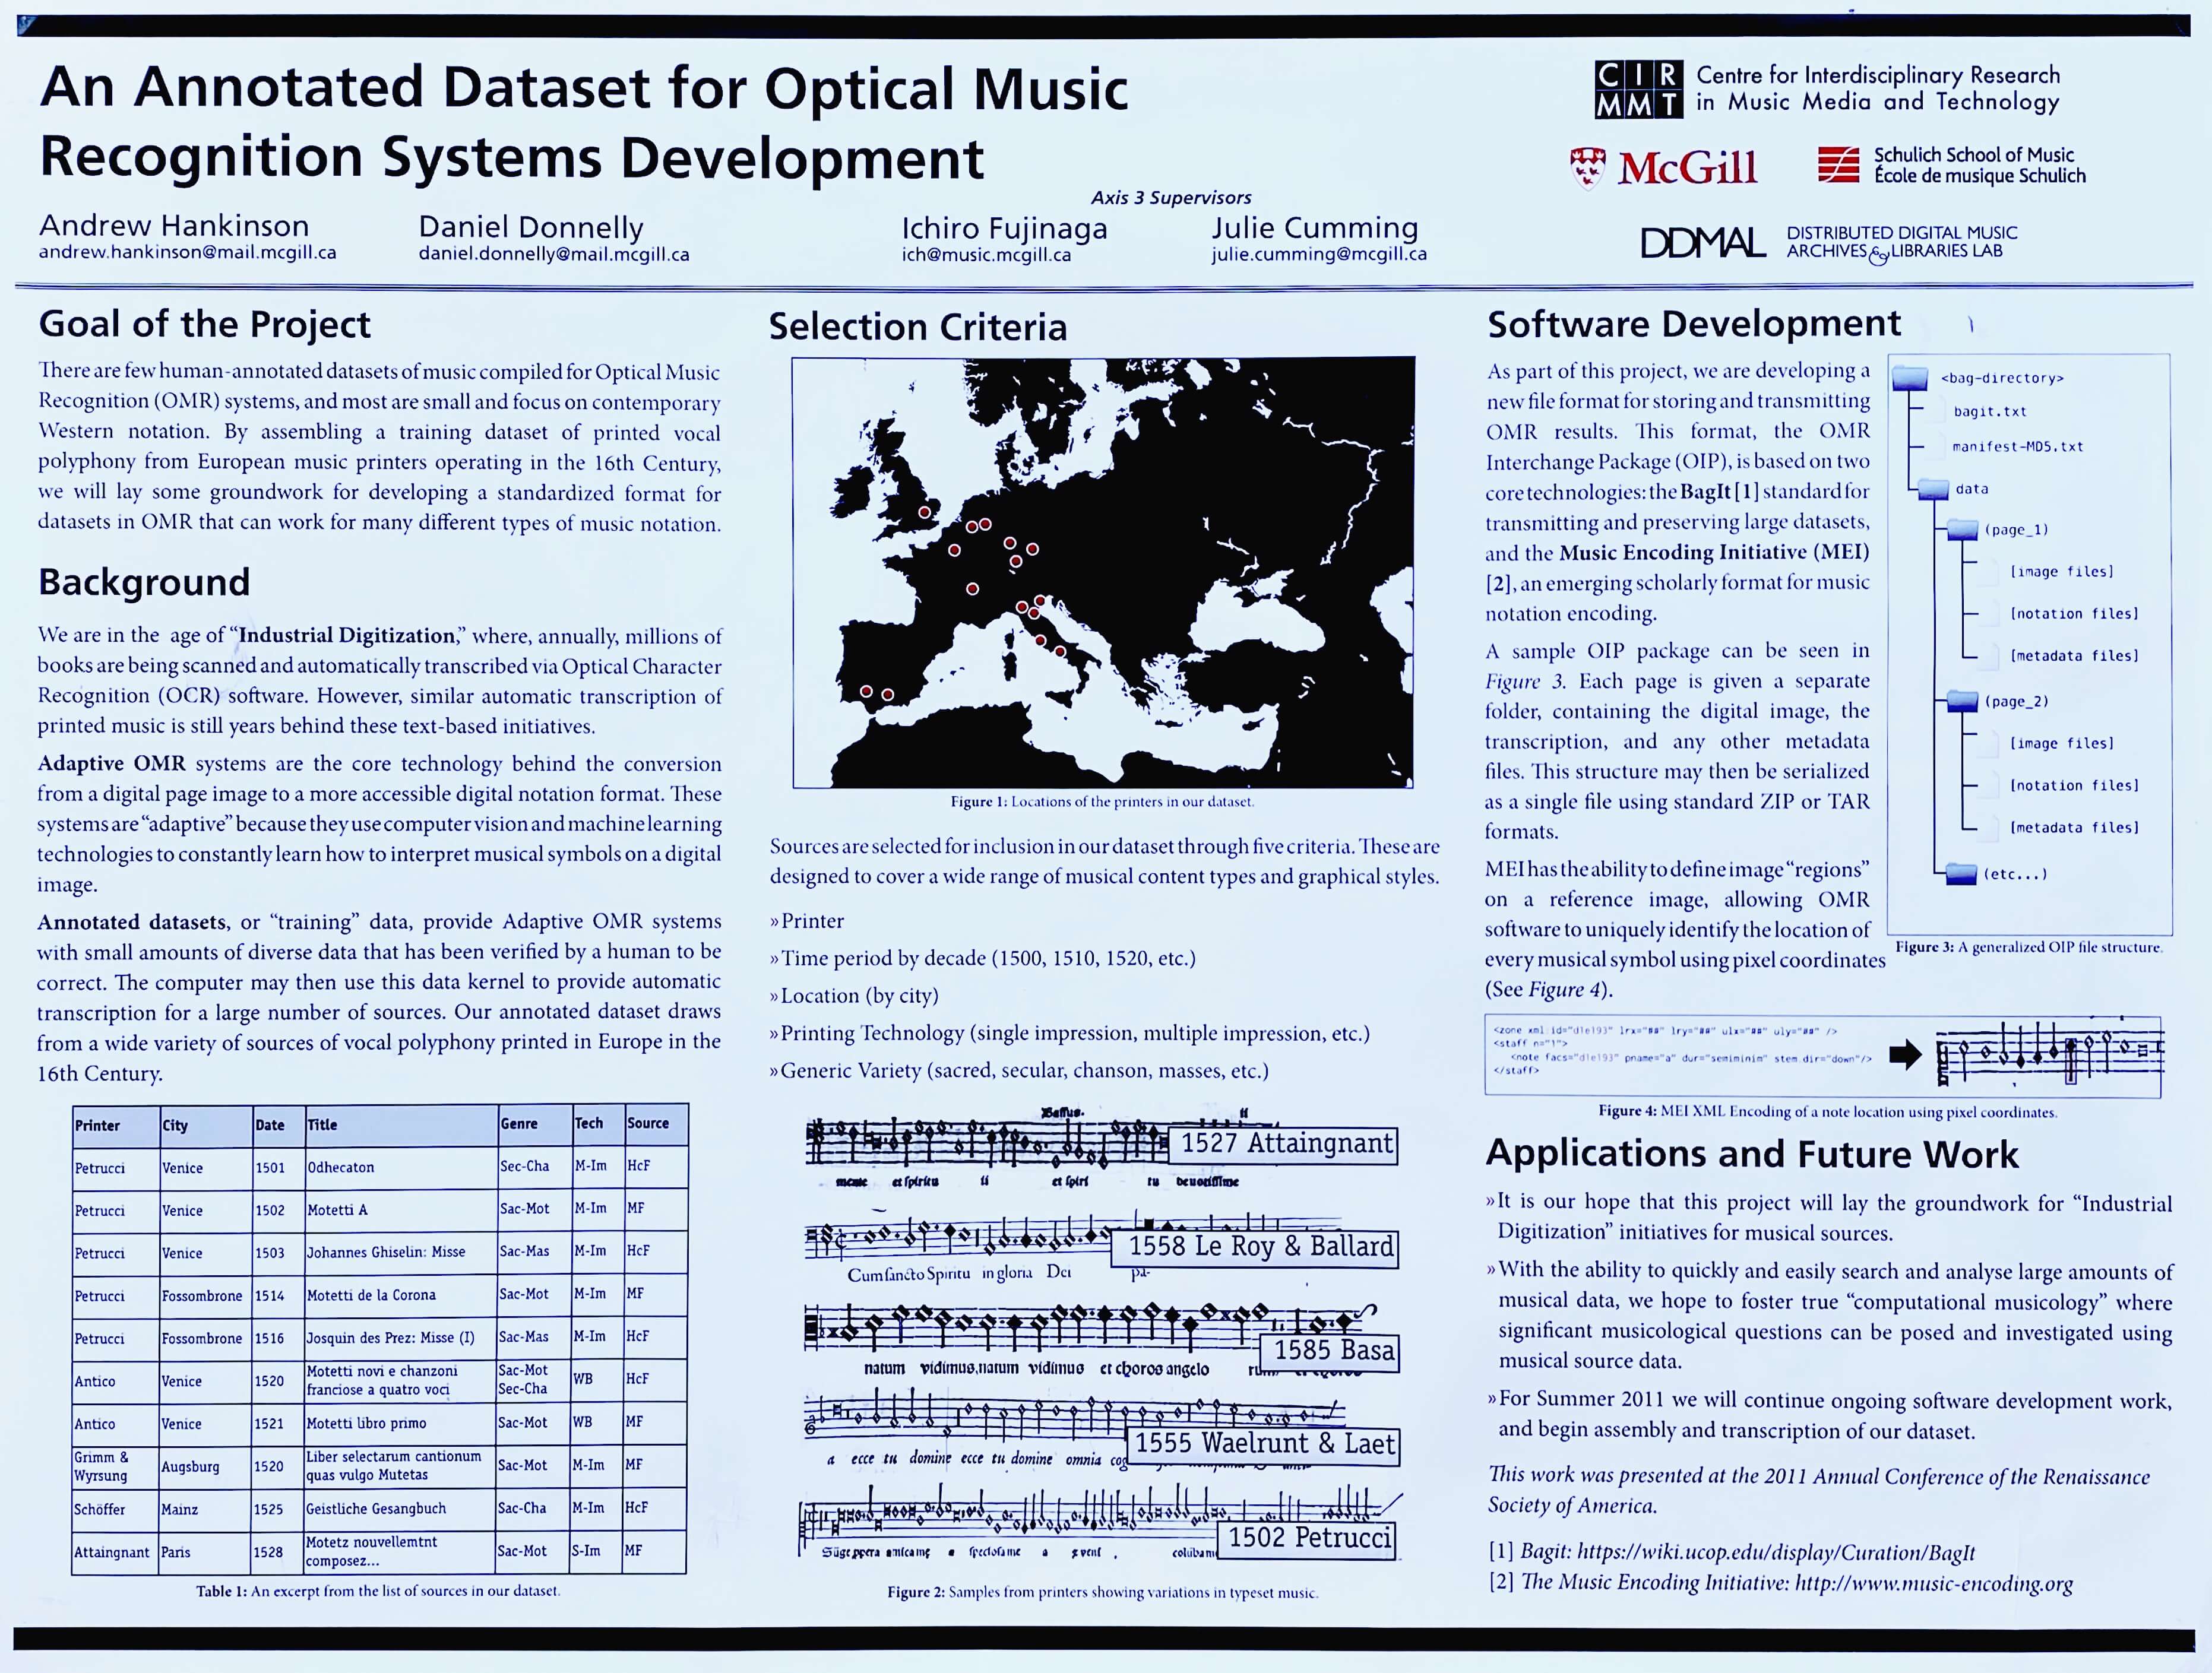 An Annotated Dataset for Optical Music
Recognition Systems Development
Axis 3 Supervisors
Andrew Hankinson
andrew.hankinson@mail.mcgill.ca
Daniel Donnelly
daniel.donnelly@mail.mcgill.ca
Ichiro Fujinaga
ich@music.mcgill.ca
Julie Cumming
julie.cumming@mcgill.ca
CIR
MMT
Centre for Interdisciplinary Research
in Music Media and Technology
McGill
Schulich School of Music
École de musique Schulich
DDMAL
DISTRIBUTED DIGITAL MUSIC
ARCHIVES & LIBRARIES LAB
Goal of the Project
There are few human-annotated datasets of music compiled for Optical Music
Recognition (OMR) systems, and most are small and focus on contemporary
Western notation. By assembling a training dataset of printed vocal
polyphony from European music printers operating in the 16th Century,
we will lay some groundwork for developing a standardized format for
datasets in OMR that can work for many different types of music notation.
Background
We are in the age of “Industrial Digitization,” where, annually, millions of
books are being scanned and automatically transcribed via Optical Character
Recognition (OCR) software. However, similar automatic transcription of
printed music is still years behind these text-based initiatives.
Adaptive OMR systems are the core technology behind the conversion
from a digital page image to a more accessible digital notation format. These
systems are “adaptive” because they use computer vision and machine learning
technologies to constantly learn how to interpret musical symbols on a digital
image.
Annotated datasets, or “training” data, provide Adaptive OMR systems
with small amounts of diverse data that has been verified by a human to be
correct. The computer may then use this data kernel to provide automatic
transcription for a large number of sources. Our annotated dataset draws
from a wide variety of sources of vocal polyphony printed in Europe in the
16th Century.
Printer City Date Title Genre Tech Source
Petrucci Venice 1501 Odhecaton Sec-Cha M-Im HcF
Petrucci Venice 1502 Motetti A Sac-Mot M-Im MF
Petrucci Venice 1503 Johannes Ghiselin: Misse Sac-Mas M-Im HcF
Petrucci Fossombrone 1514 Motetti de la Corona Sac-Mot M-Im MF
Petrucci Fossombrone 1516 Josquin des Prez: Misse (I) Sac-Mas M-Im HcF
Antico Venice 1520 Motetti novi e chanzoni franciose a quatro voci Sac-Mot Sec-Cha WB HcF
Antico Venice 1521 Motetti libro primo Sac-Mot WB MF
Grimm & Wyrsung Augsburg 1520 Liber selectarum cantionum quas vulgo Mutetas Sac-Mot M-Im MF
Schöffer Mainz 1525 Geistliche Gesangbuch Sac-Cha M-Im HcF
Attaingnant Paris 1528 Motetz nouvellemtnt composez... Sac-Mot S-Im MF
Table 1: An excerpt from the list of sources in our dataset.
Selection Criteria
Figure 1: Locations of the printers in our dataset.
Sources are selected for inclusion in our dataset through five criteria. These are
designed to cover a wide range of musical content types and graphical styles.
» Printer
» Time period by decade (1500, 1510, 1520, etc.)
» Location (by city)
» Printing Technology (single impression, multiple impression, etc.)
» Generic Variety (sacred, secular, chanson, masses, etc.)
Bassus.
1527 Attaingnant
mente et spiritu ti et spiri tu
1558 Le Roy & Ballard
Cum sancto Spiritu in gloria Dei pa-
1585 Basa
natum vidimus, natum vidimus et choros angelo
1555 Waelrunt & Laet
a ecce tu domine ecce tu domine omnia cog
1502 Petrucci
Figure 2: Samples from printers showing variations in typeset music.
Software Development
As part of this project, we are developing a
new file format for storing and transmitting
OMR results. This format, the OMR
Interchange Package (OIP), is based on two
core technologies: the BagIt [1] standard for
transmitting and preserving large datasets,
and the Music Encoding Initiative (MEI)
[2], an emerging scholarly format for music
notation encoding.
A sample OIP package can be seen in
Figure 3. Each page is given a separate
folder, containing the digital image, the
transcription, and any other metadata
files. This structure may then be serialized
as a single file using standard ZIP or TAR
formats.
MEI has the ability to define image “regions”
on a reference image, allowing OMR
software to uniquely identify the location of
every musical symbol using pixel coordinates
(See Figure 4).
<bag-directory>
bagit.txt
manifest-MD5.txt
data
(page_1)
[image files]
[notation files]
[metadata files]
(page_2)
[image files]
[notation files]
[metadata files]
(etc...)
Figure 3: A generalized OIP file structure.
<zone xml:id="d1e193" lrx="##" lry="##" ulx="##" uly="##" />
<staff n="1">
<note facs="d1e193" pname="a" dur="semiminim" stem.dir="down"/>
</staff>
Figure 4: MEI XML Encoding of a note location using pixel coordinates.
Applications and Future Work
» It is our hope that this project will lay the groundwork for “Industrial
Digitization” initiatives for musical sources.
» With the ability to quickly and easily search and analyse large amounts of
musical data, we hope to foster true “computational musicology” where
significant musicological questions can be posed and investigated using
musical source data.
» For Summer 2011 we will continue ongoing software development work,
and begin assembly and transcription of our dataset.
This work was presented at the 2011 Annual Conference of the Renaissance
Society of America.
[1] Bagit: https://wiki.ucop.edu/display/Curation/BagIt
[2] The Music Encoding Initiative: http://www.music-encoding.org